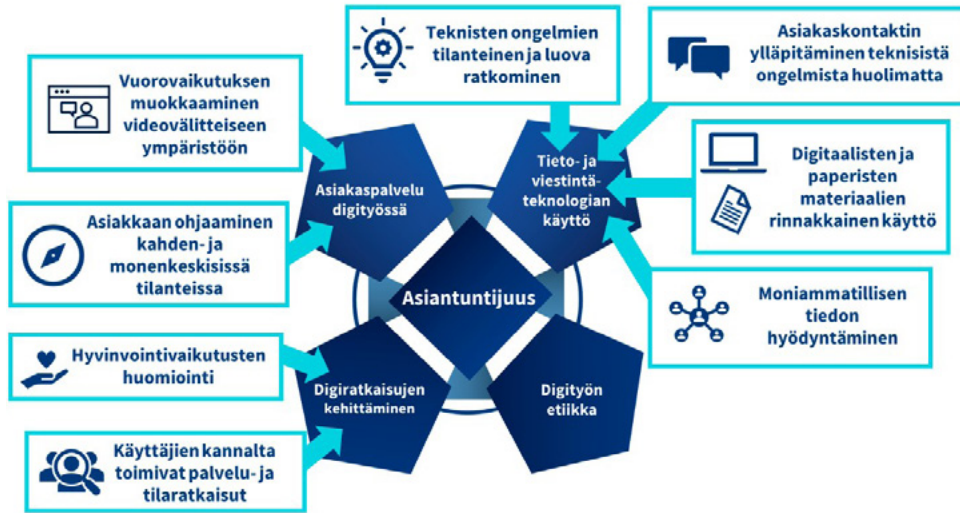 Teknisten ongelmien
tilanteinen ja luova
ratkominen
Asiakaskontaktin
ylläpitäminen teknisistä
ongelmista huolimatta
Vuorovaikutuksen
muokkaaminen
videovälitteiseen
ympäristöön
Digitaalisten ja
paperisten
materiaalien
rinnakkainen käyttö
Asiakaspalvelu
digityössä
Tieto- ja
viestintä-
teknologian
käyttö
Asiakkaan ohjaaminen
kahden- ja
monenkeskisissä
tilanteissa
Asiantuntijuus
Moniammatillisen
tiedon
hyödyntäminen
Hyvinvointivaikutusten
huomiointi
Digiratkaisujen
kehittäminen
Digityön
etiikka
Käyttäjien kannalta
toimivat palvelu- ja
tilaratkaisut